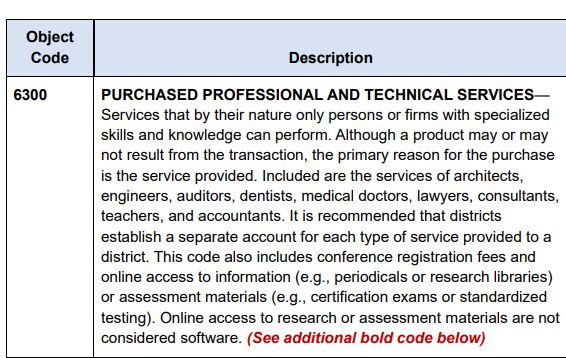 Object
Code
Description
6300
PURCHASED PROFESSIONAL AND TECHNICAL SERVICES—
Services that by their nature only persons or firms with specialized
skills and knowledge can perform. Although a product may or may
not result from the transaction, the primary reason for the purchase
is the service provided. Included are the services of architects,
engineers, auditors, dentists, medical doctors, lawyers, consultants,
teachers, and accountants. It is recommended that districts
establish a separate account for each type of service provided to a
district. This code also includes conference registration fees and
online access to information (e.g., periodicals or research libraries)
or assessment materials (e.g., certification exams or standardized
testing). Online access to research or assessment materials are not
considered software. (See additional bold code below)